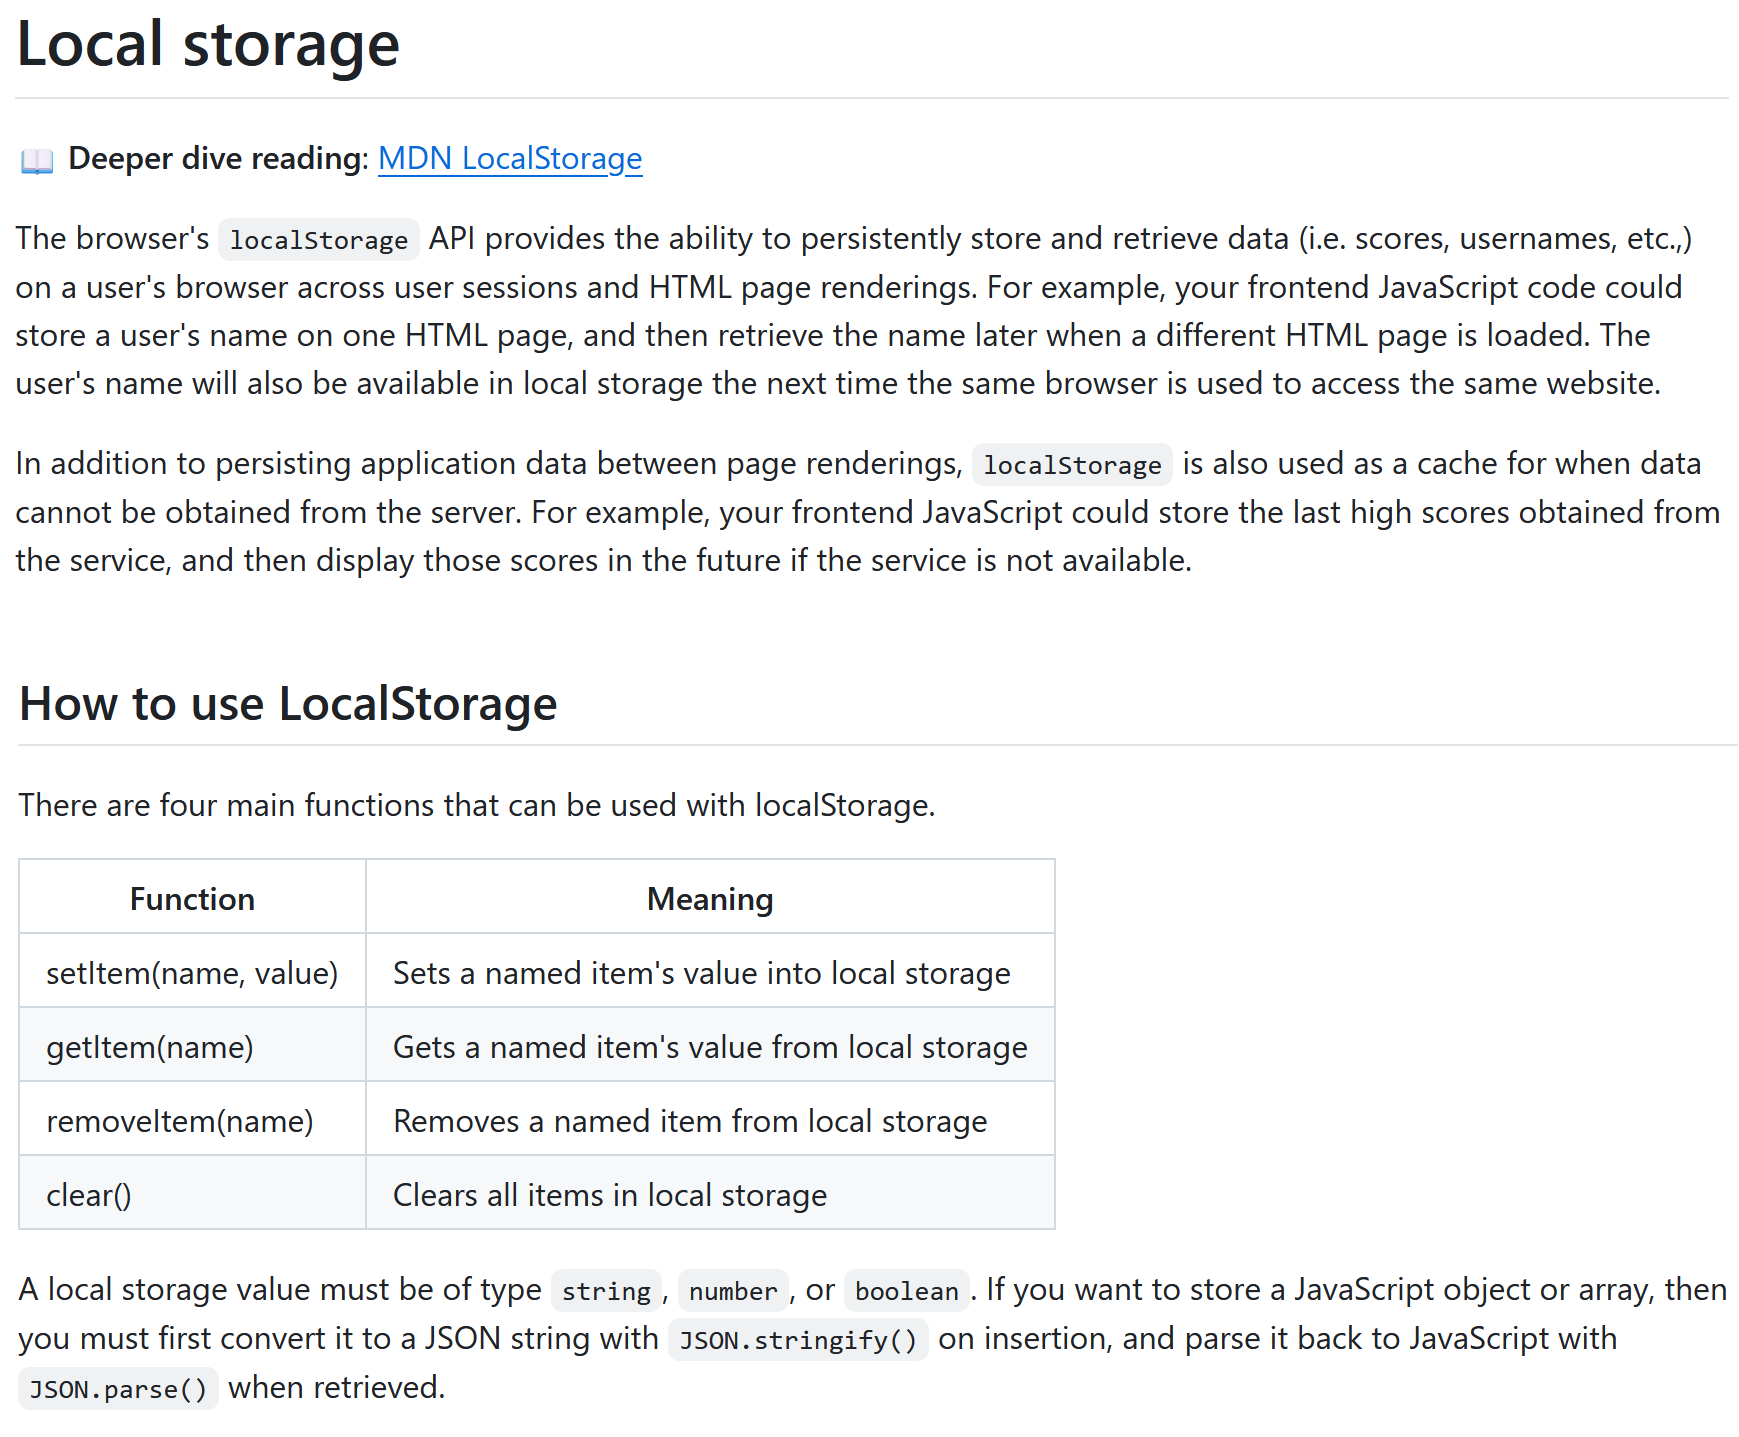 Local storage
📖 Deeper dive reading: MDN LocalStorage
The browser's localStorage API provides the ability to persistently store and retrieve data (i.e. scores, usernames, etc.,)
on a user's browser across user sessions and HTML page renderings. For example, your frontend JavaScript code could
store a user's name on one HTML page, and then retrieve the name later when a different HTML page is loaded. The
user's name will also be available in local storage the next time the same browser is used to access the same website.
In addition to persisting application data between page renderings, localStorage is also used as a cache for when data
cannot be obtained from the server. For example, your frontend JavaScript could store the last high scores obtained from
the service, and then display those scores in the future if the service is not available.
How to use LocalStorage
There are four main functions that can be used with localStorage.
Function Meaning
setItem(name, value) Sets a named item's value into local storage
getItem(name) Gets a named item's value from local storage
removeItem(name) Removes a named item from local storage
clear() Clears all items in local storage
A local storage value must be of type string, number, or boolean. If you want to store a JavaScript object or array, then
you must first convert it to a JSON string with JSON.stringify() on insertion, and parse it back to JavaScript with
JSON.parse() when retrieved.